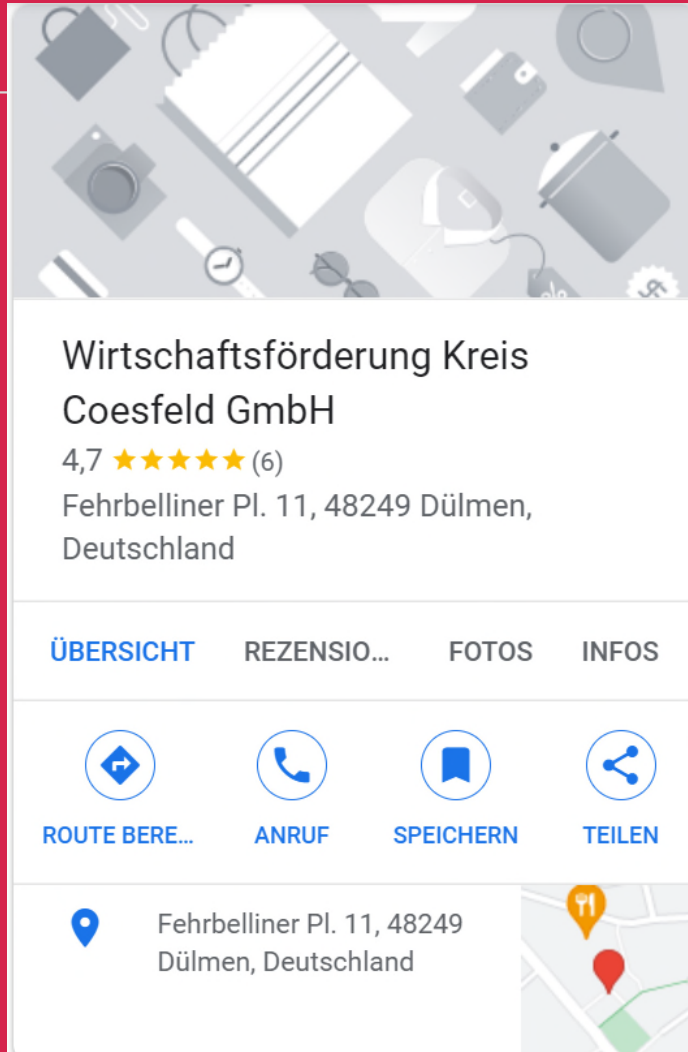 Wirtschaftsförderung Kreis
Coesfeld GmbH
4,7 ★★★★★ (6)
Fehrbelliner Pl. 11, 48249 Dülmen,
Deutschland
ÜBERSICHT REZENSIO... FOTOS INFOS
ROUTE BERE... ANRUF SPEICHERN TEILEN
Fehrbelliner Pl. 11, 48249
Dülmen, Deutschland